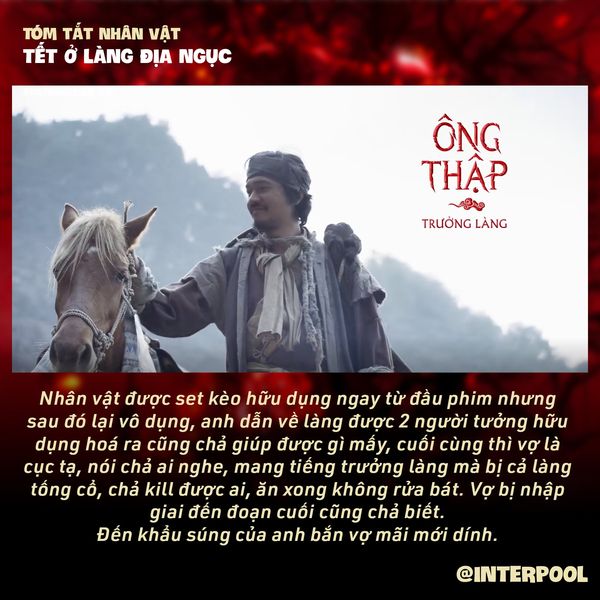 TÓM TẮT NHÂN VẬT
TẾT Ở LÀNG ĐỊA NGỤC
ÔNG
THẬP
TRƯỞNG LÀNG
Nhân vật được set kèo hữu dụng ngay từ đầu phim nhưng
sau đó lại vô dụng, anh dẫn về làng được 2 người tưởng hữu
dụng hoá ra cũng chả giúp được gì mấy, cuối cùng thì vợ là
cục tạ, nói chả ai nghe, mang tiếng trưởng làng mà bị cả làng
tống cổ, chả kill được ai, ăn xong không rửa bát. Vợ bị nhập
giai đến đoạn cuối cũng chả biết.
Đến khẩu súng của anh bắn vợ mãi mới dính.
@INTERPOOL